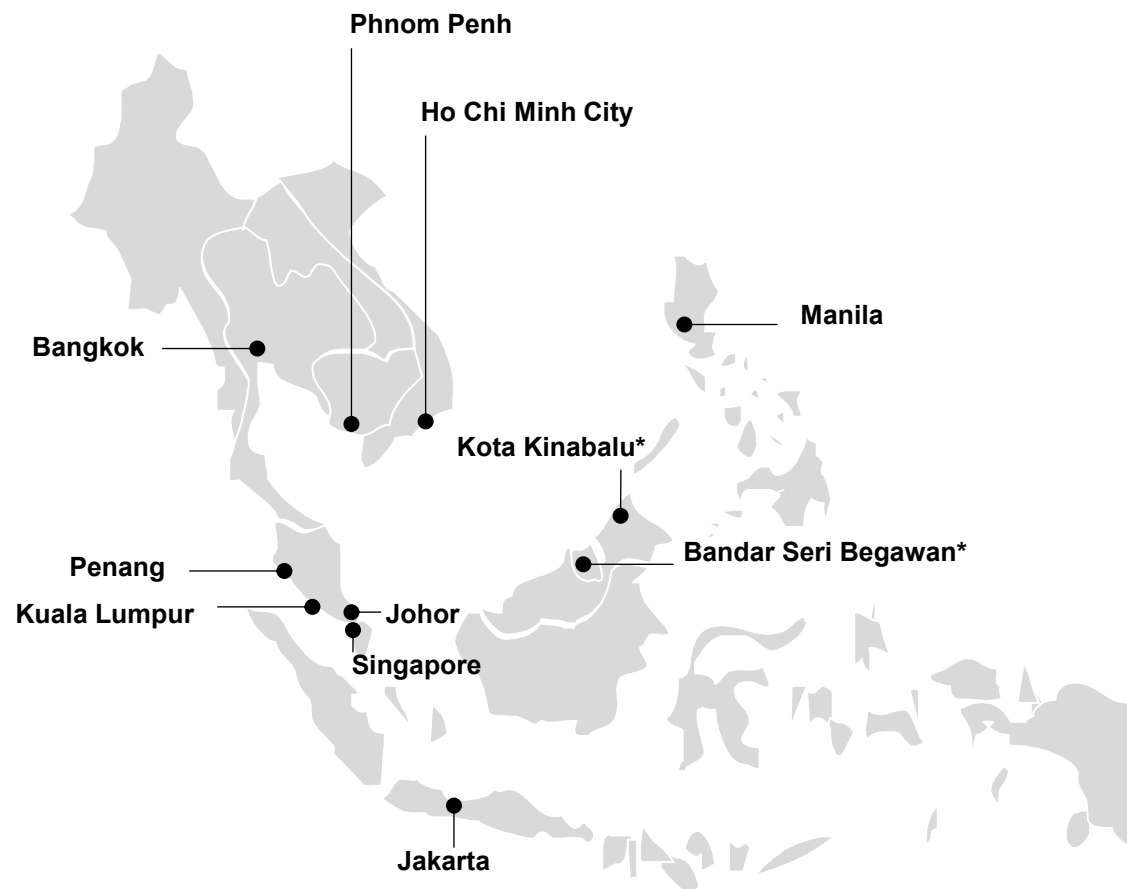 Phnom Penh
Ho Chi Minh City
Manila
Bangkok
Kota Kinabalu*
Bandar Seri Begawan*
Penang
Kuala Lumpur
Johor
Singapore
Jakarta